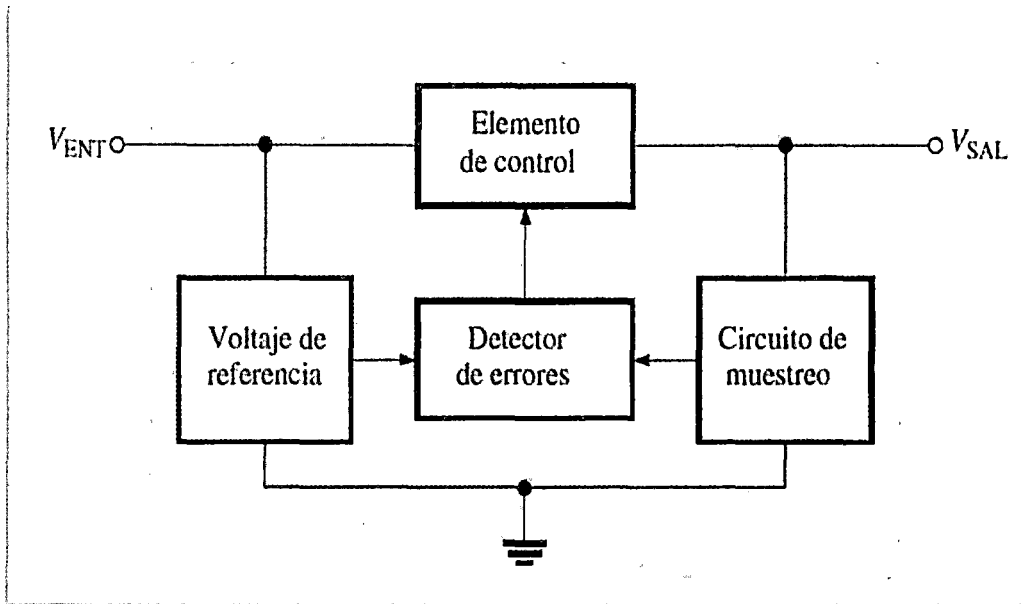 Elemento
de control
VENT
VSAL
Voltaje de
referencia
Detector
de errores
Circuito de
muestreo